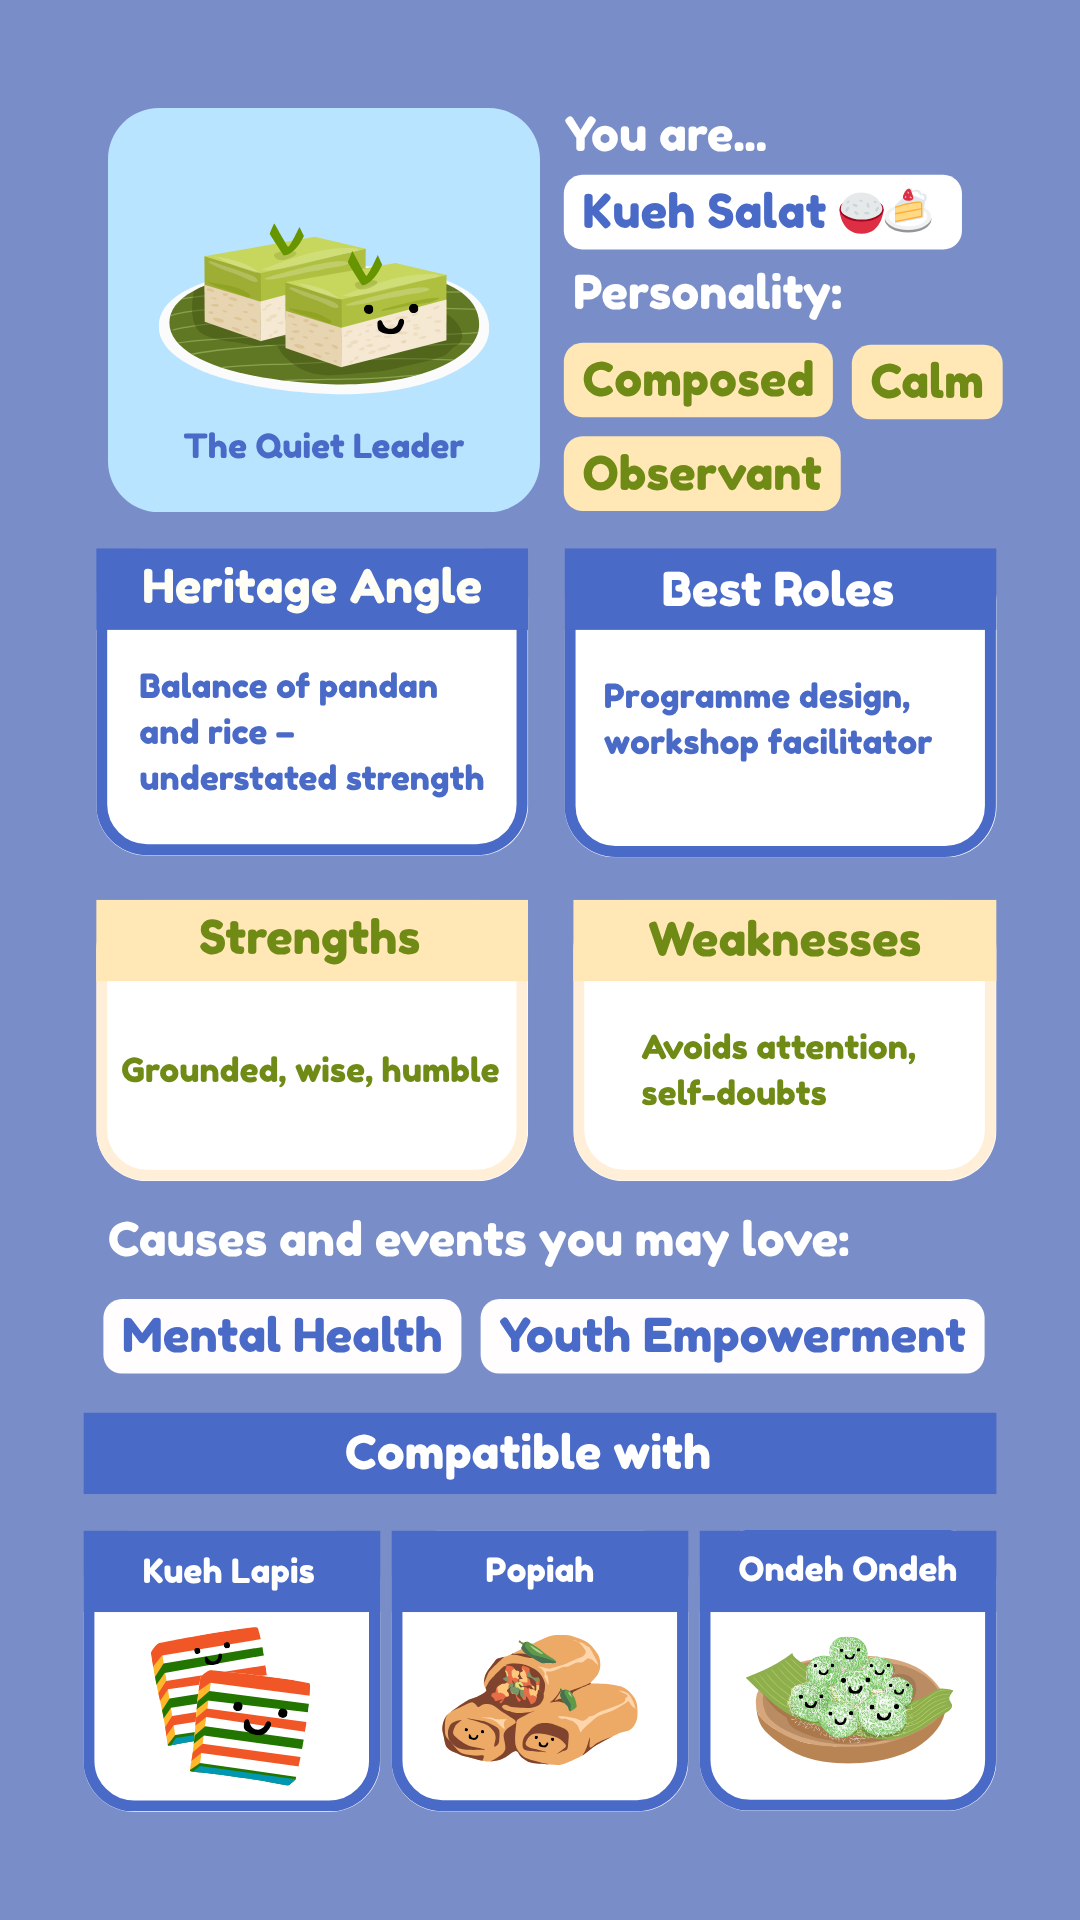 You are...
Kueh Salat 🍚🍰
Personality:
Composed
Calm
Observant
The Quiet Leader
Heritage Angle
Balance of pandan
and rice –
understated strength
Best Roles
Programme design,
workshop facilitator
Strengths
Grounded, wise, humble
Weaknesses
Avoids attention,
self-doubts
Causes and events you may love:
Mental Health
Youth Empowerment
Compatible with
Kueh Lapis
Popiah
Ondeh Ondeh